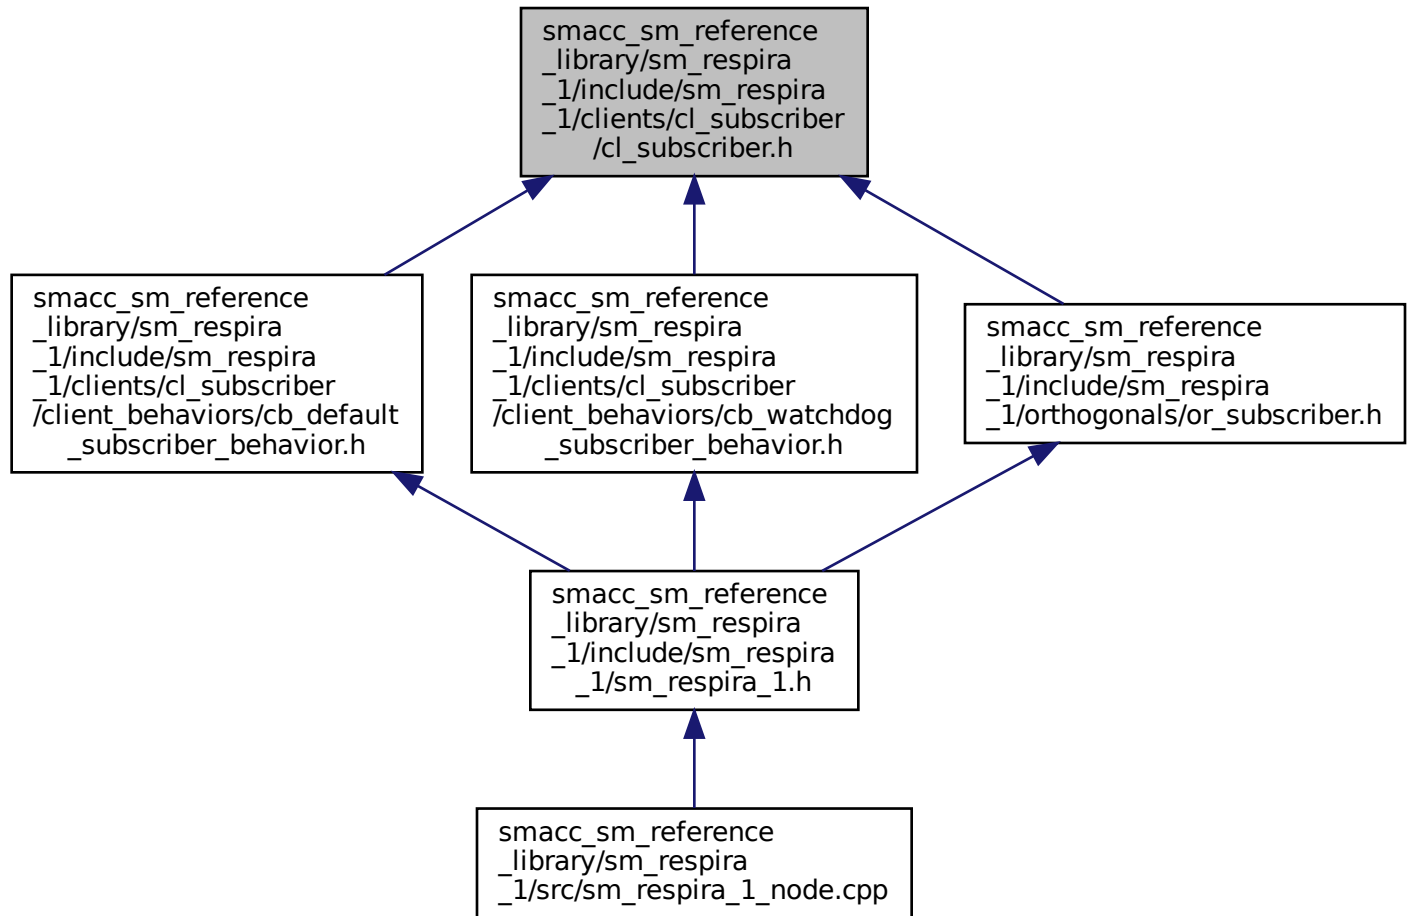 smacc_sm_reference
_library/sm_respira
_1/include/sm_respira
_1/clients/cl_subscriber
/cl_subscriber.h
smacc_sm_reference
_library/sm_respira
_1/include/sm_respira
_1/clients/cl_subscriber
/client_behaviors/cb_default
_subscriber_behavior.h
smacc_sm_reference
_library/sm_respira
_1/include/sm_respira
_1/clients/cl_subscriber
/client_behaviors/cb_watchdog
_subscriber_behavior.h
smacc_sm_reference
_library/sm_respira
_1/include/sm_respira
_1/orthogonals/or_subscriber.h
smacc_sm_reference
_library/sm_respira
_1/include/sm_respira
_1/sm_respira_1.h
smacc_sm_reference
_library/sm_respira
_1/src/sm_respira_1_node.cpp